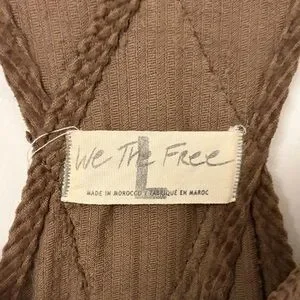 We The Free
L
MADE IN MOROCCO / FABRIQUÉ EN MAROC